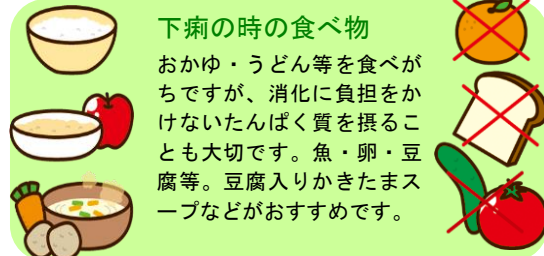 下痢の時の食べ物
おかゆ・うどん等を食べが
ちですが、消化に負担をか
けないたんぱく質を摂るこ
とも大切です。魚・卵・豆
腐等。豆腐入りかきたまス
ープなどがおすすめです。